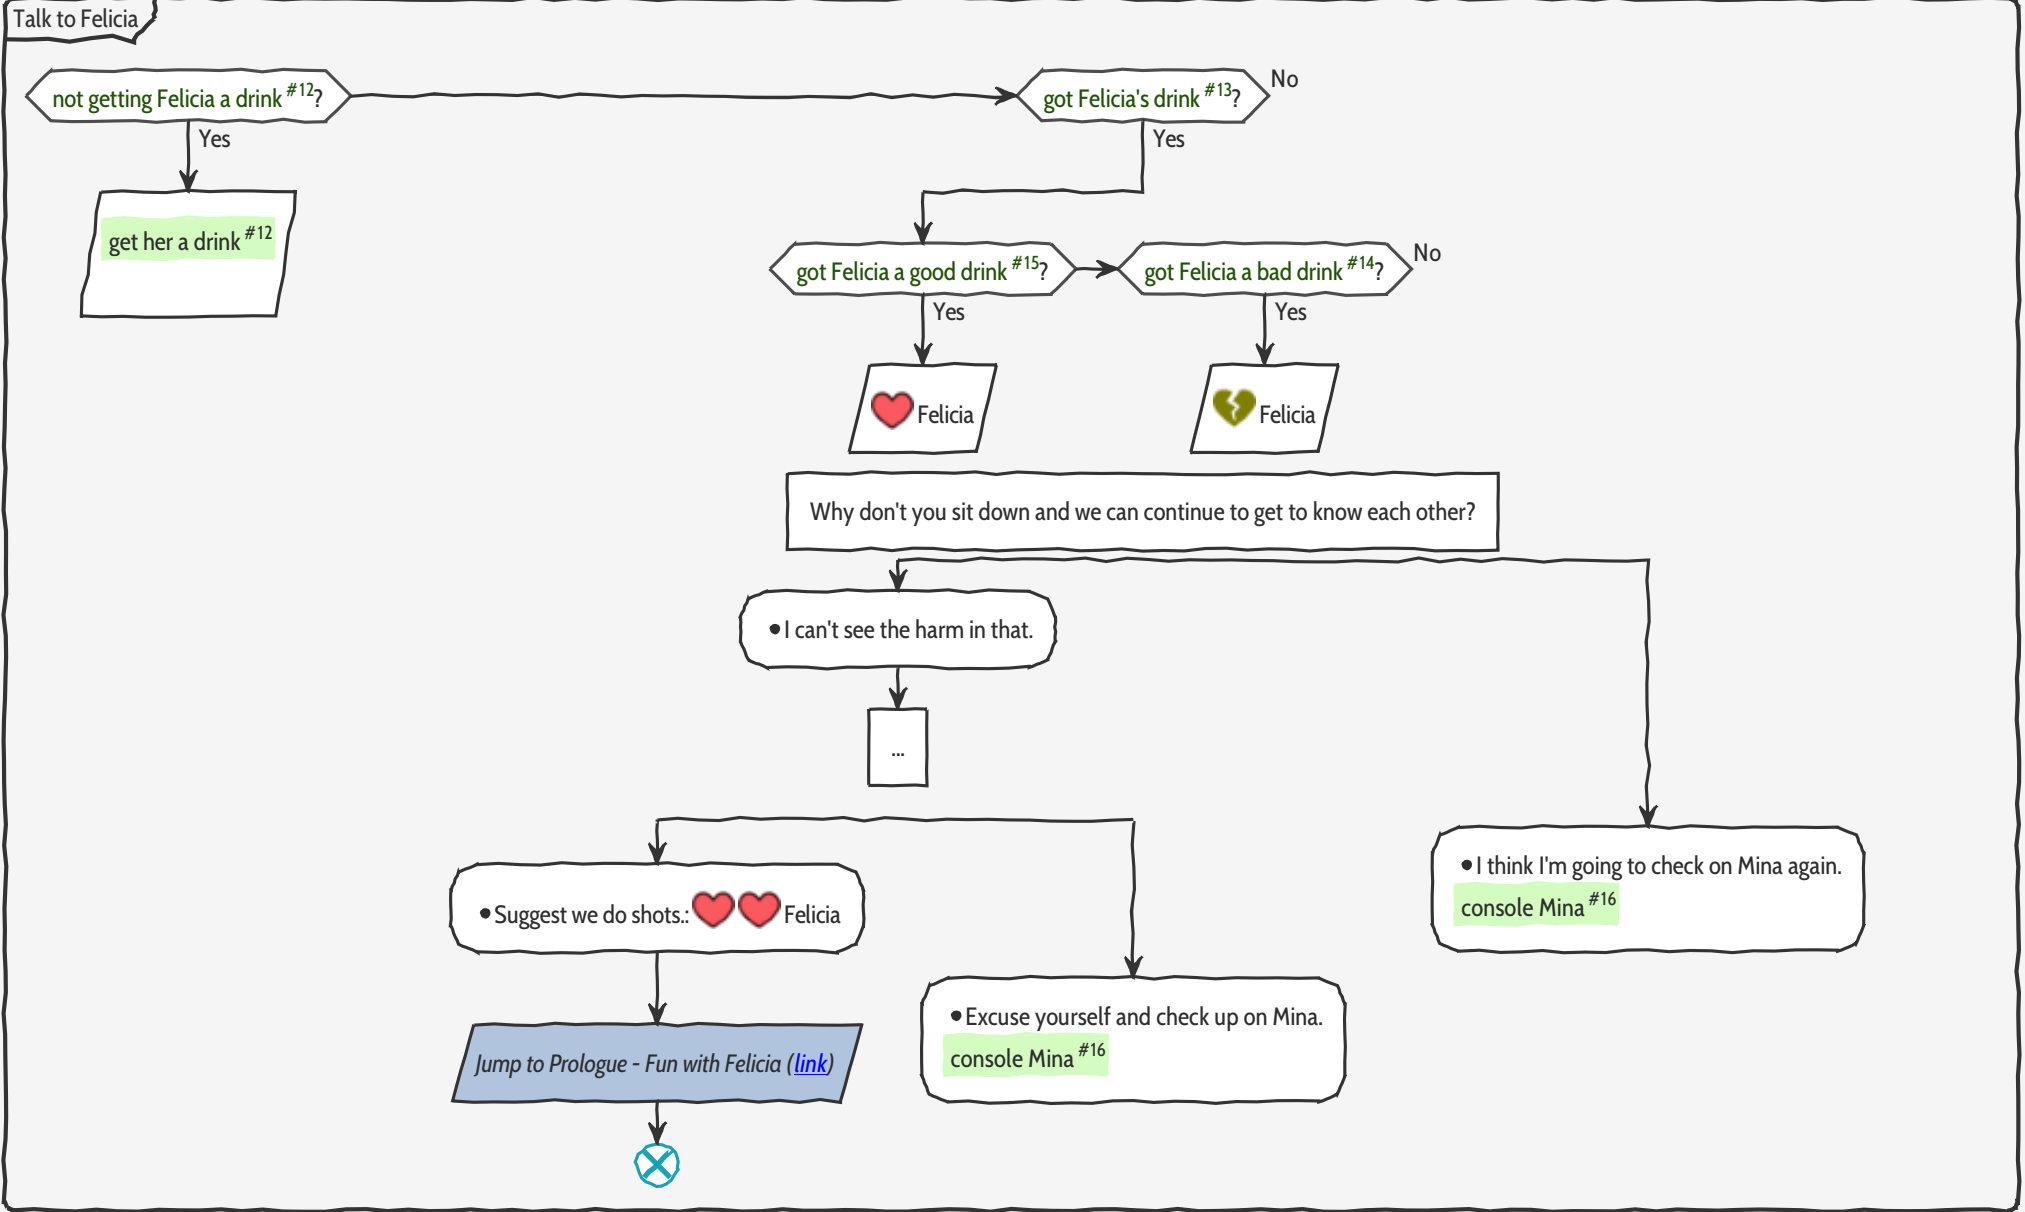 Talk to Felicia
not getting Felicia a drink #12?
got Felicia's drink #13?
No
Yes
Yes
get her a drink #12
got Felicia a good drink #15?
got Felicia a bad drink #14?
No
Yes
Yes
Felicia
Felicia
Why don't you sit down and we can continue to get to know each other?
•I can't see the harm in that.
...
•Suggest we do shots.: Felicia
•I think I'm going to check on Mina again.
console Mina #16
•Excuse yourself and check up on Mina.
console Mina #16
Jump to Prologue - Fun with Felicia (link)